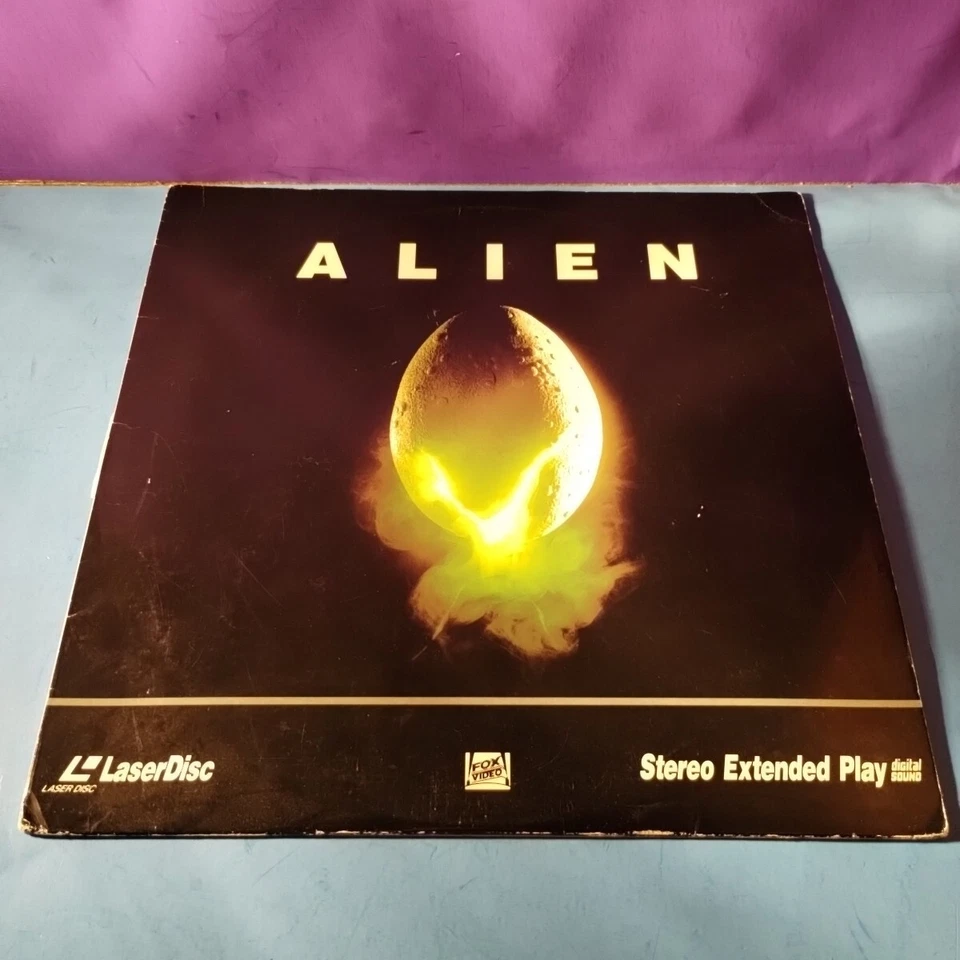 ALIEN
LaserDisc
LASER DISC
FOX
VIDEO
Stereo Extended Play
digital
SOUND